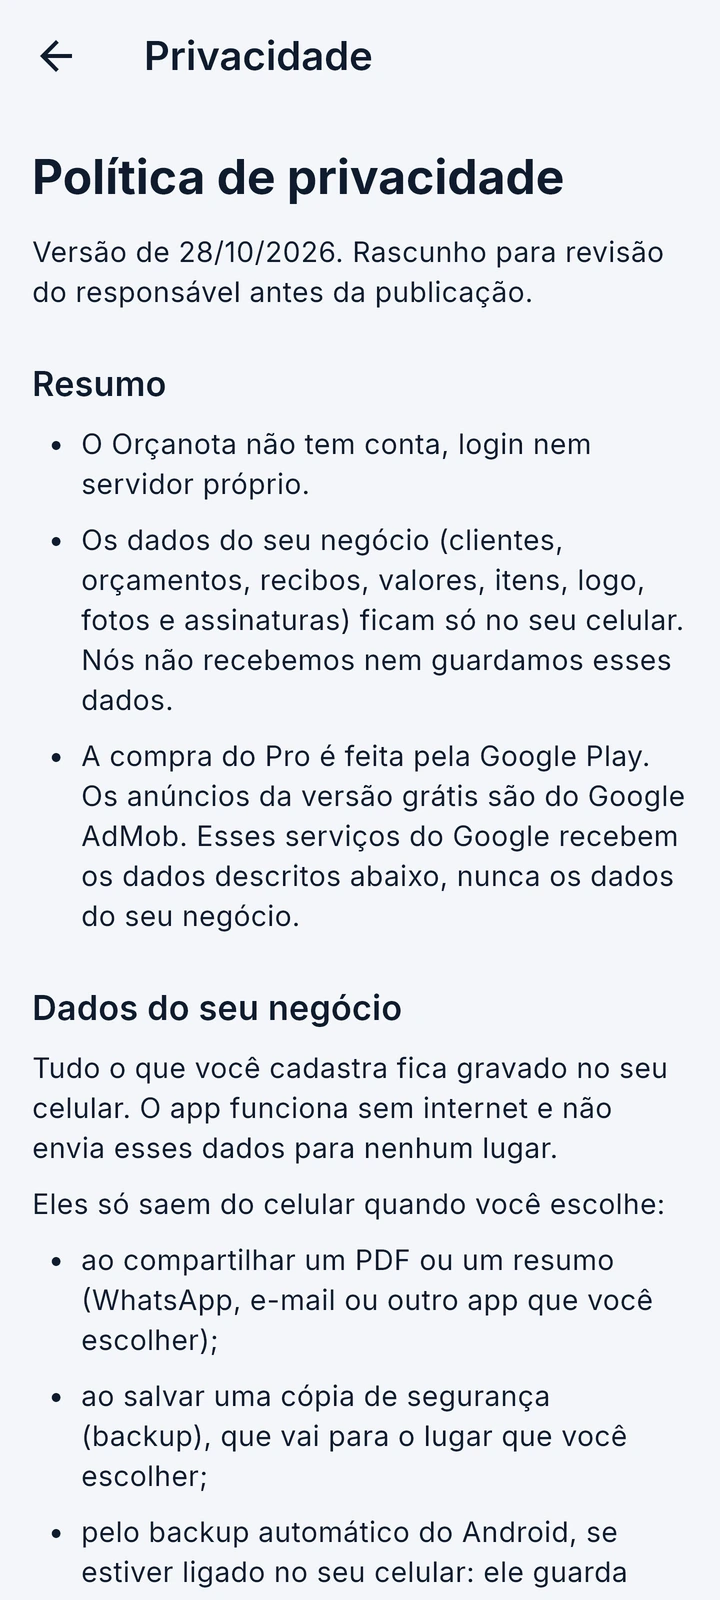 Privacidade
Política de privacidade
Versão de 28/10/2026. Rascunho para revisão
do responsável antes da publicação.
Resumo
• O Orçanota não tem conta, login nem
servidor próprio.
• Os dados do seu negócio (clientes,
orçamentos, recibos, valores, itens, logo,
fotos e assinaturas) ficam só no seu celular.
Nós não recebemos nem guardamos esses
dados.
• A compra do Pro é feita pela Google Play.
Os anúncios da versão grátis são do Google
AdMob. Esses serviços do Google recebem
os dados descritos abaixo, nunca os dados
do seu negócio.
Dados do seu negócio
Tudo o que você cadastra fica gravado no seu
celular. O app funciona sem internet e não
envia esses dados para nenhum lugar.
Eles só saem do celular quando você escolhe:
• ao compartilhar um PDF ou um resumo
(WhatsApp, e-mail ou outro app que você
escolher);
• ao salvar uma cópia de segurança
(backup), que vai para o lugar que você
escolher;
• pelo backup automático do Android, se
estiver ligado no seu celular: ele guarda